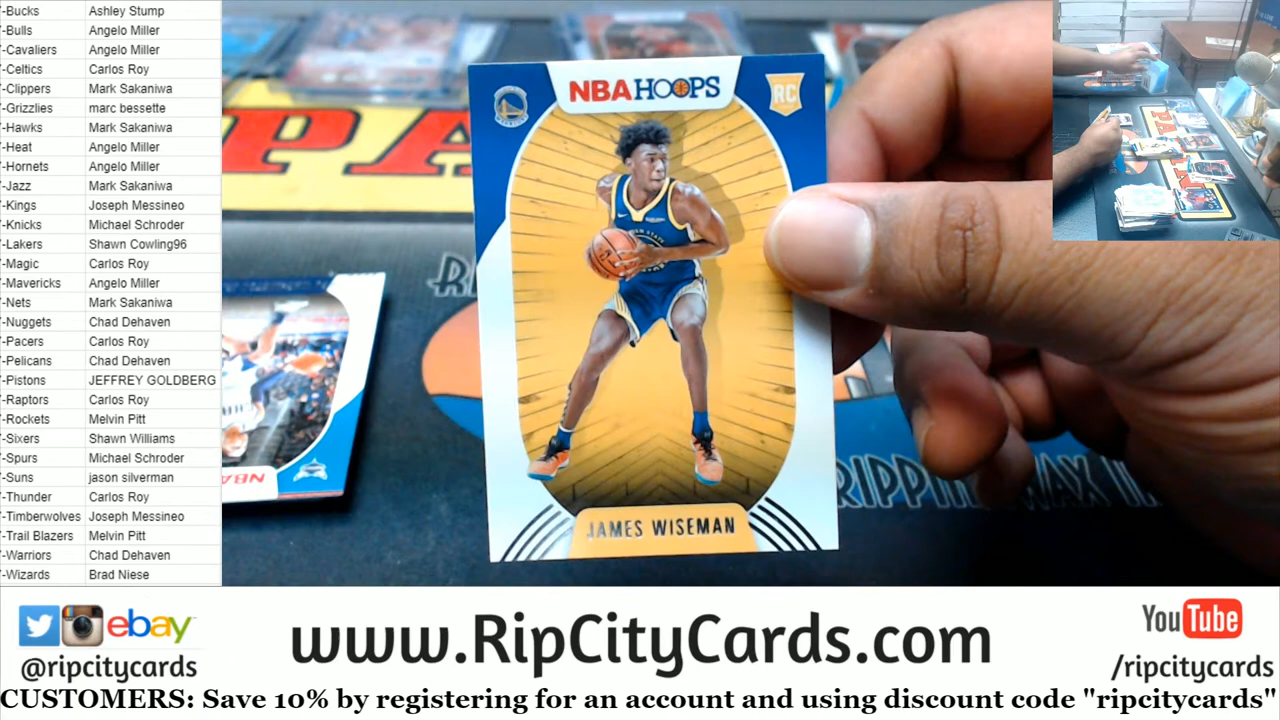 -Bucks Ashley Stump
-Bulls Angelo Miller
-Cavaliers Angelo Miller
-Celtics Carlos Roy
-Clippers Mark Sakaniwa
-Grizzlies marc bessette
-Hawks Mark Sakaniwa
-Heat Angelo Miller
-Hornets Angelo Miller
-Jazz Mark Sakaniwa
-Kings Joseph Messineo
-Knicks Michael Schroder
-Lakers Shawn Cowling96
-Magic Carlos Roy
-Mavericks Angelo Miller
-Nets Mark Sakaniwa
-Nuggets Chad Dehaven
-Pacers Carlos Roy
-Pelicans Chad Dehaven
-Pistons JEFFREY GOLDBERG
-Raptors Carlos Roy
-Rockets Melvin Pitt
-Sixers Shawn Williams
-Spurs Michael Schroder
-Suns jason silverman
-Thunder Carlos Roy
-Timberwolves Joseph Messineo
-Trail Blazers Melvin Pitt
-Warriors Chad Dehaven
-Wizards Brad Niese
NBA HOOPS
RC
JAMES WISEMAN
NBA
PA
RIPPIN WAX
ebay
@ripcitycards
www.RipCityCards.com
YouTube
/ripcitycards
CUSTOMERS: Save 10% by registering for an account and using discount code "ripcitycards"